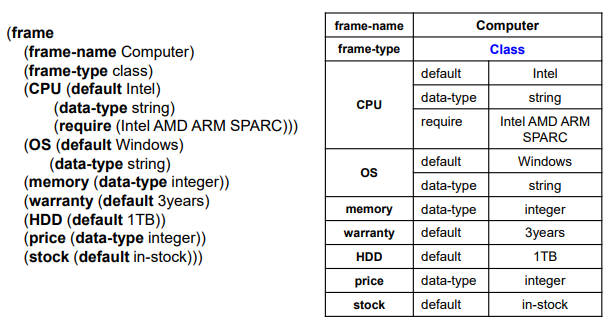 (frame
(frame-name Computer)
(frame-type class)
(CPU (default Intel)
(data-type string)
(require (Intel AMD ARM SPARC)))
(OS (default Windows)
(data-type string)
(memory (data-type integer))
(warranty (default 3years)
(HDD (default 1TB))
(price (data-type integer))
(stock (default in-stock)))
frame-name Computer
frame-type Class
CPU default Intel
data-type string
require Intel AMD ARM
SPARC
OS default Windows
data-type string
memory data-type integer
warranty default 3years
HDD default 1TB
price data-type integer
stock default in-stock